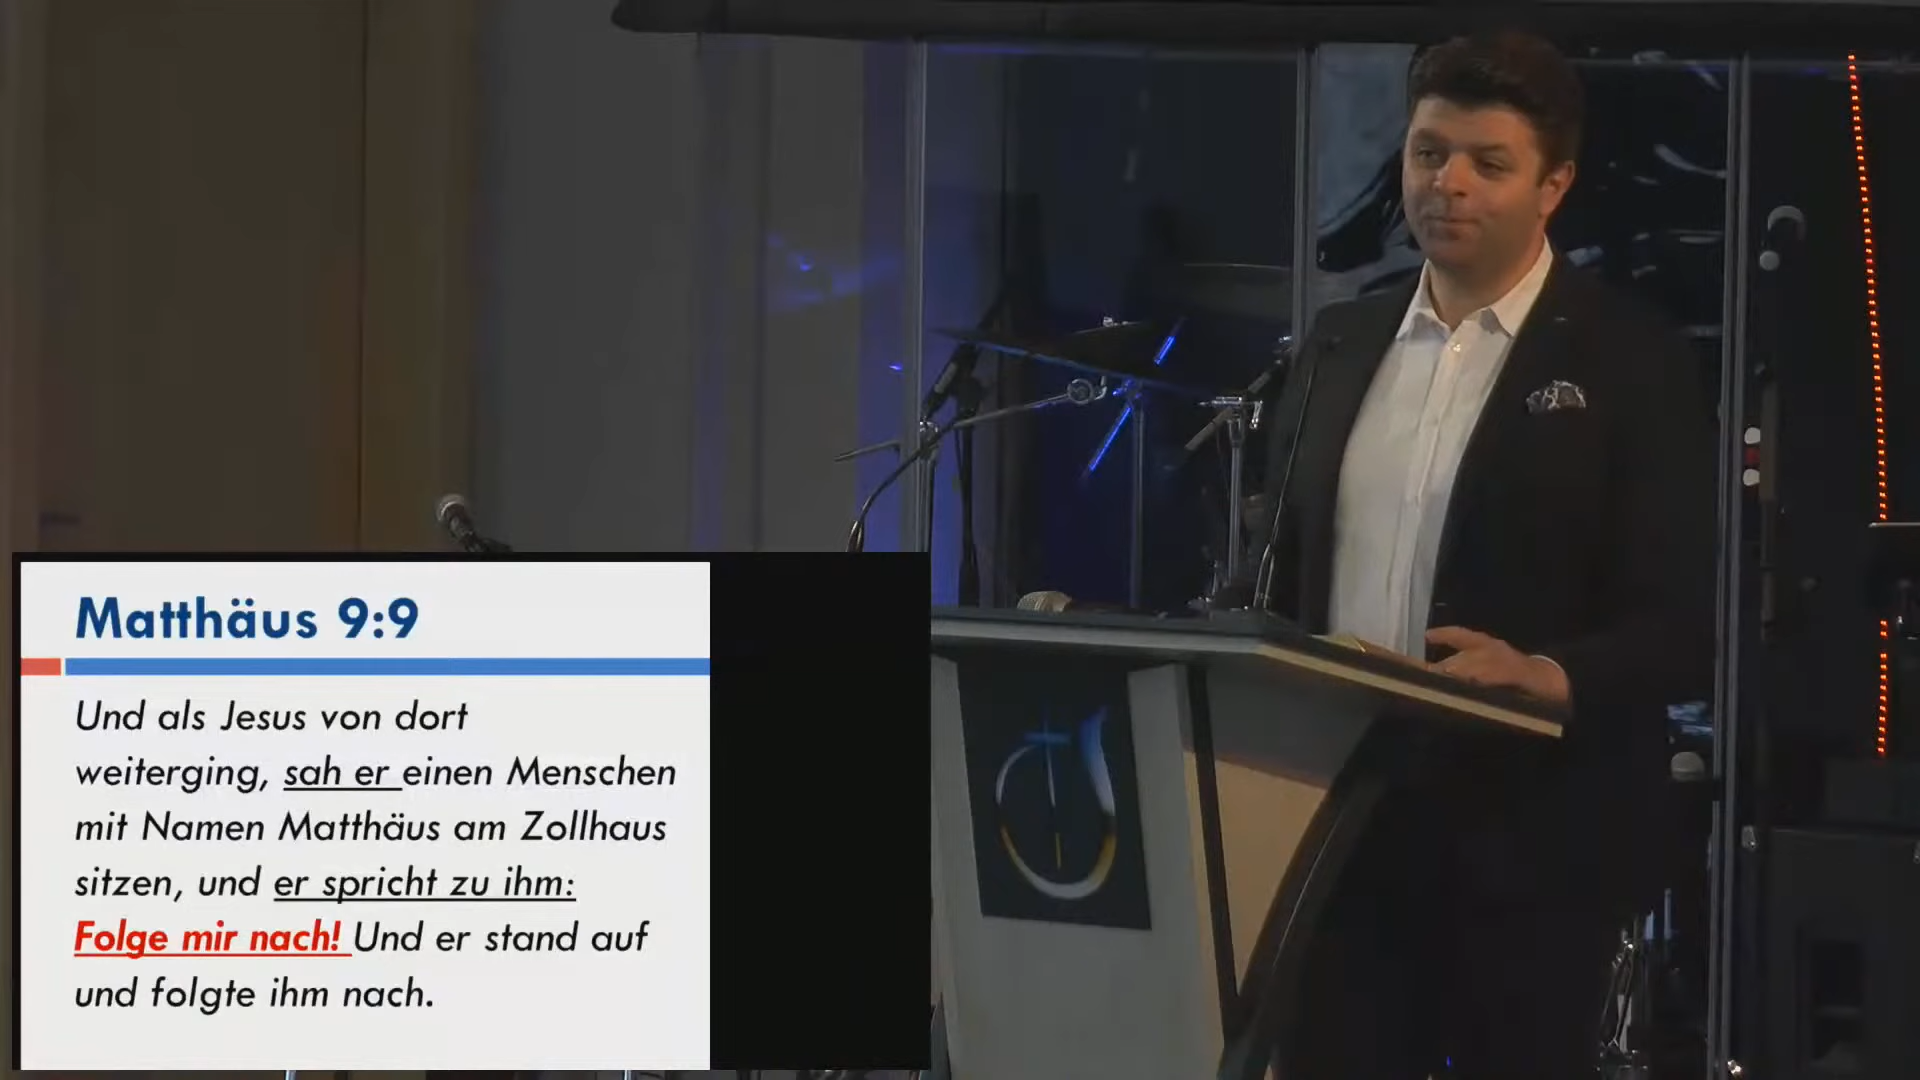 Matthäus 9:9
Und als Jesus von dort
weiterging, sah er einen Menschen
mit Namen Matthäus am Zollhaus
sitzen, und er spricht zu ihm:
Folge mir nach! Und er stand auf
und folgte ihm nach.